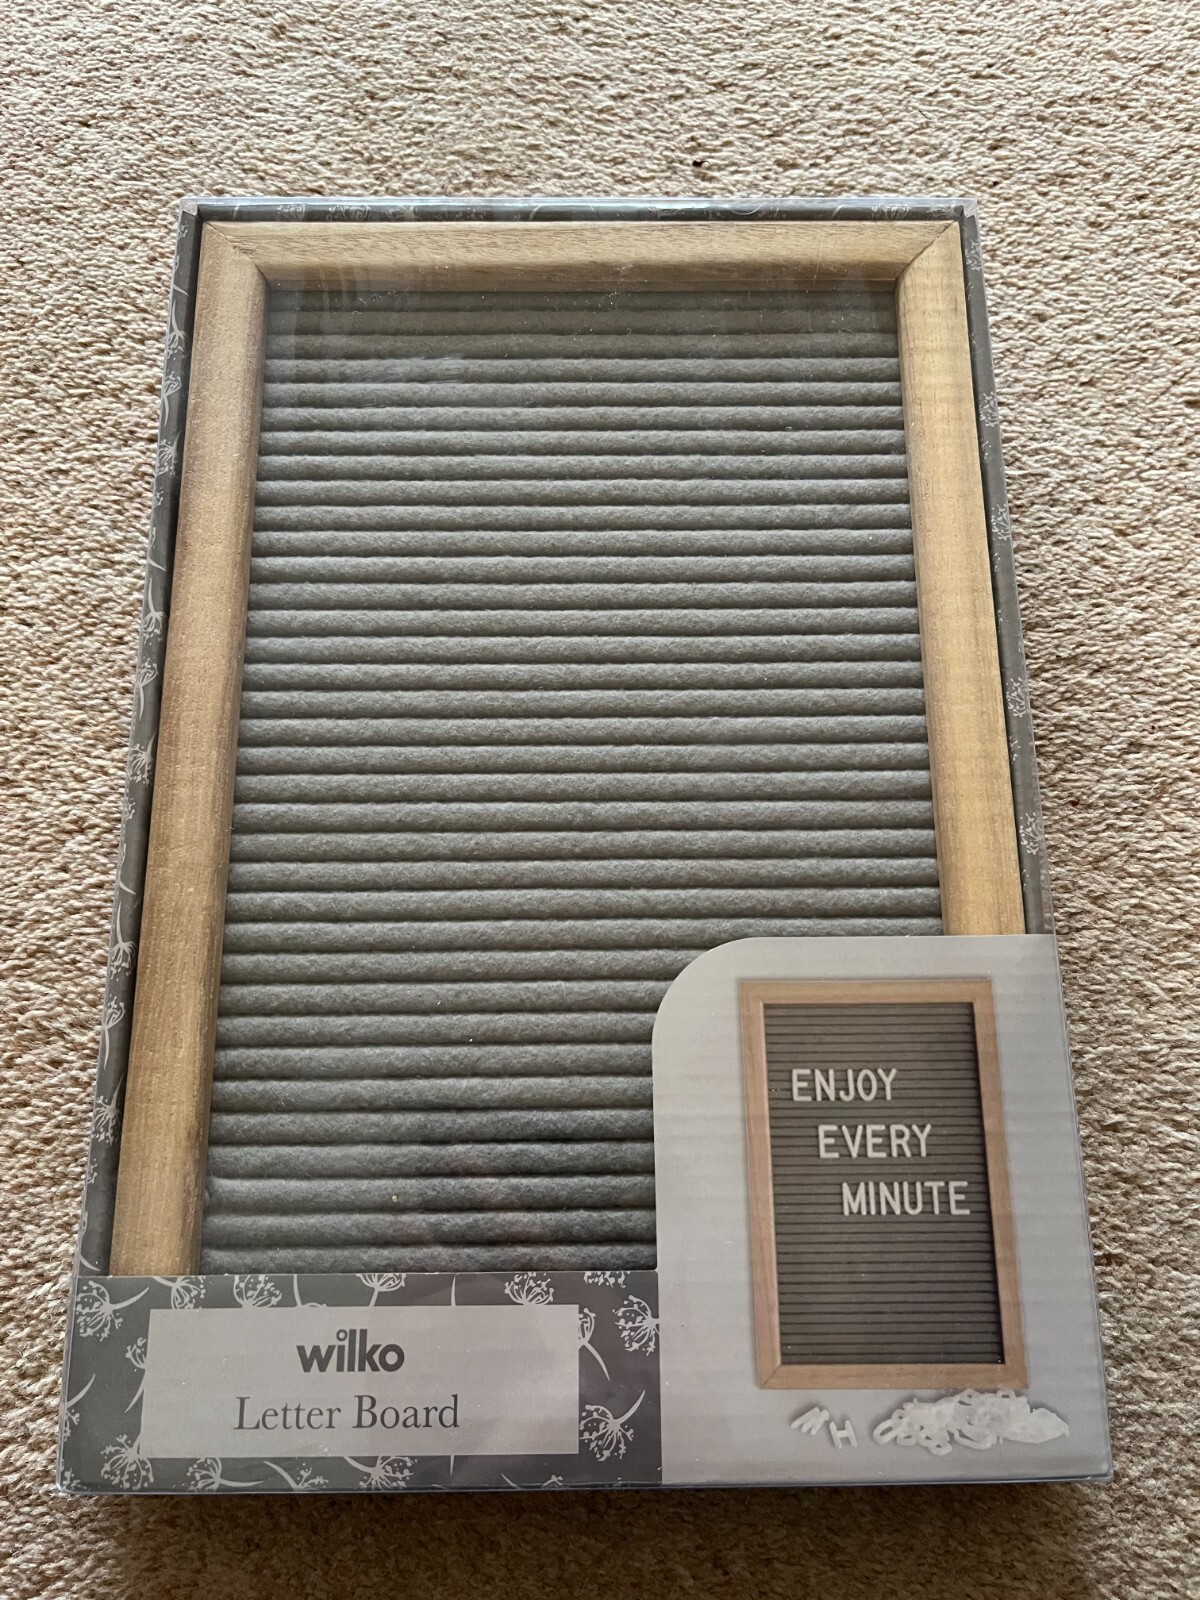 ENJOY
EVERY
MINUTE
wilko
Letter Board
M
H